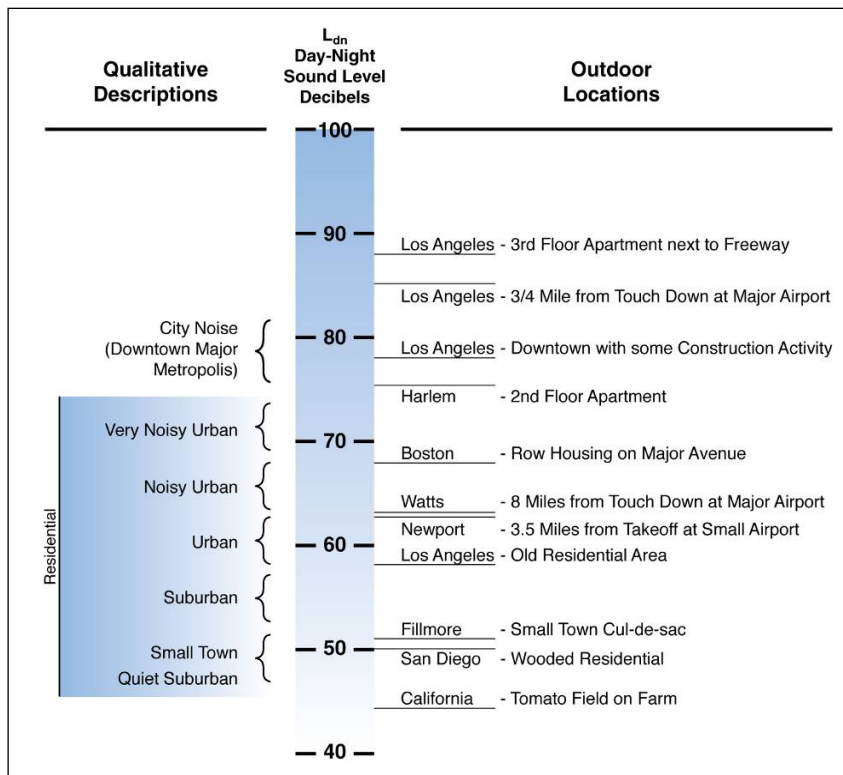 Qualitative
Descriptions
L_dn
Day-Night
Sound Level
Decibels
Outdoor
Locations
100
90
80
70
60
50
40
City Noise
(Downtown Major
Metropolis)
Very Noisy Urban
Noisy Urban
Urban
Suburban
Small Town
Quiet Suburban
Residential
Los Angeles - 3rd Floor Apartment next to Freeway
Los Angeles - 3/4 Mile from Touch Down at Major Airport
Los Angeles - Downtown with some Construction Activity
Harlem - 2nd Floor Apartment
Boston - Row Housing on Major Avenue
Watts - 8 Miles from Touch Down at Major Airport
Newport - 3.5 Miles from Takeoff at Small Airport
Los Angeles - Old Residential Area
Fillmore - Small Town Cul-de-sac
San Diego - Wooded Residential
California - Tomato Field on Farm